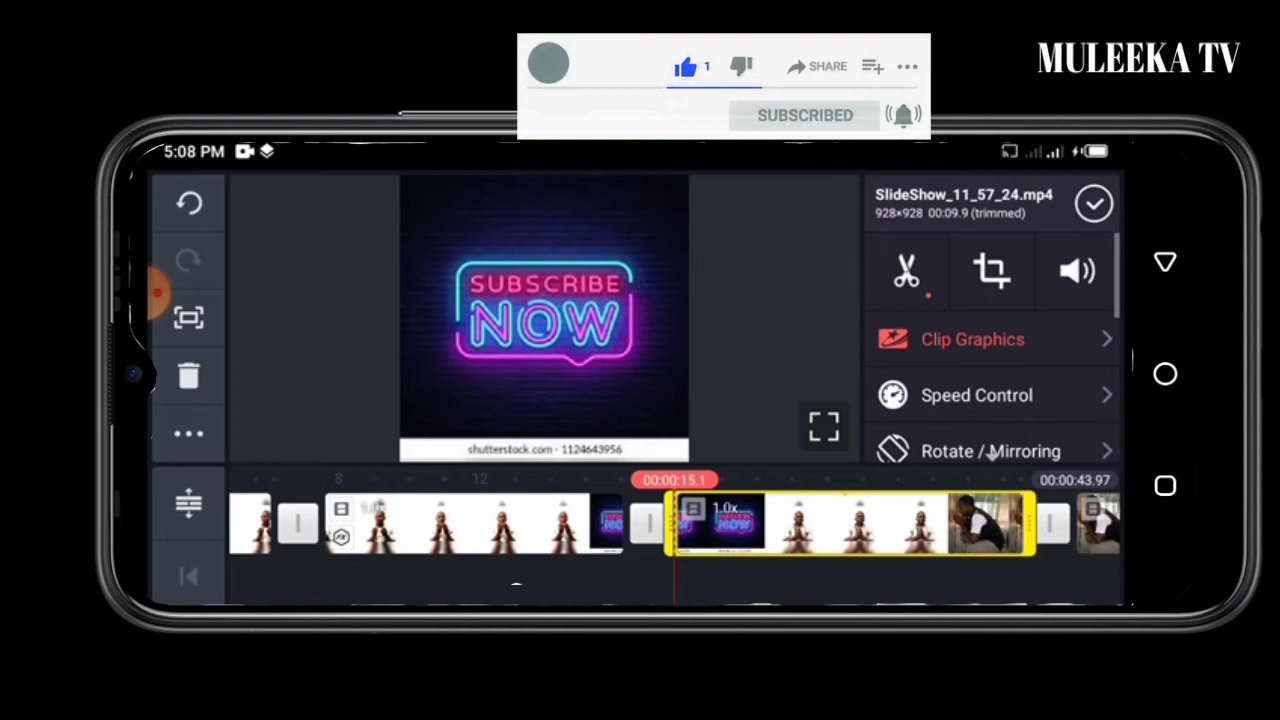 MULEEKA TV
1 SHARE
SUBSCRIBED
5:08 PM
SlideShow_11_57_24.mp4
928×928 00:09.9 (trimmed)
SUBSCRIBE
NOW
Clip Graphics
Speed Control
Rotate / Mirroring
shutterstock.com · 1124643956
8
12
00:00:15.1
00:00:43.97
1.0x
1.0x